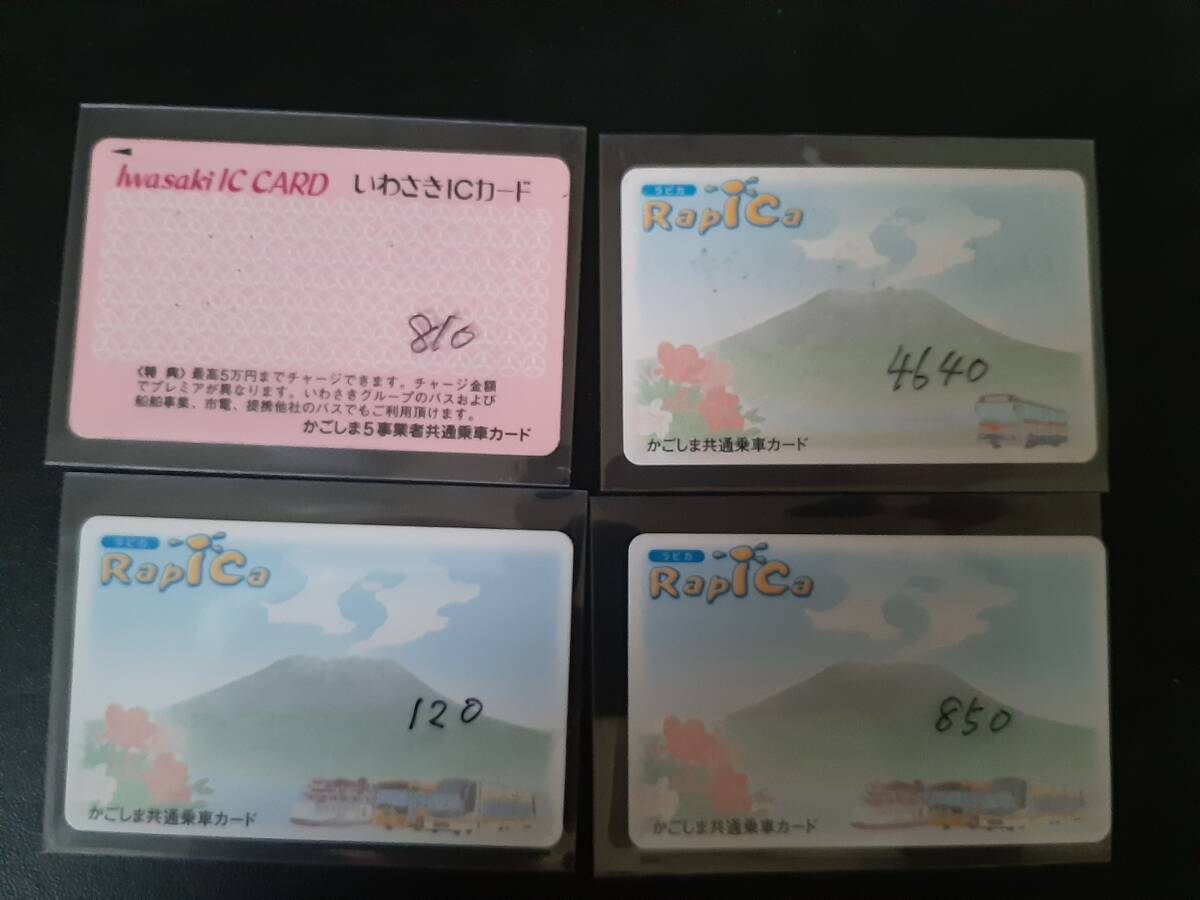 Iwasaki IC CARD いわさきICカード
810
〈特 典〉最高5万円までチャージできます。チャージ金額
でプレミアが異なります。いわさきグループのバスおよび
船舶事業、市電、提携他社のバスでもご利用頂けます。
かごしま5事業者共通乗車カード
ラピカ
RapiCa
4640
かごしま共通乗車カード
ラピカ
RapiCa
120
かごしま共通乗車カード
ラピカ
RapiCa
850
かごしま共通乗車カード